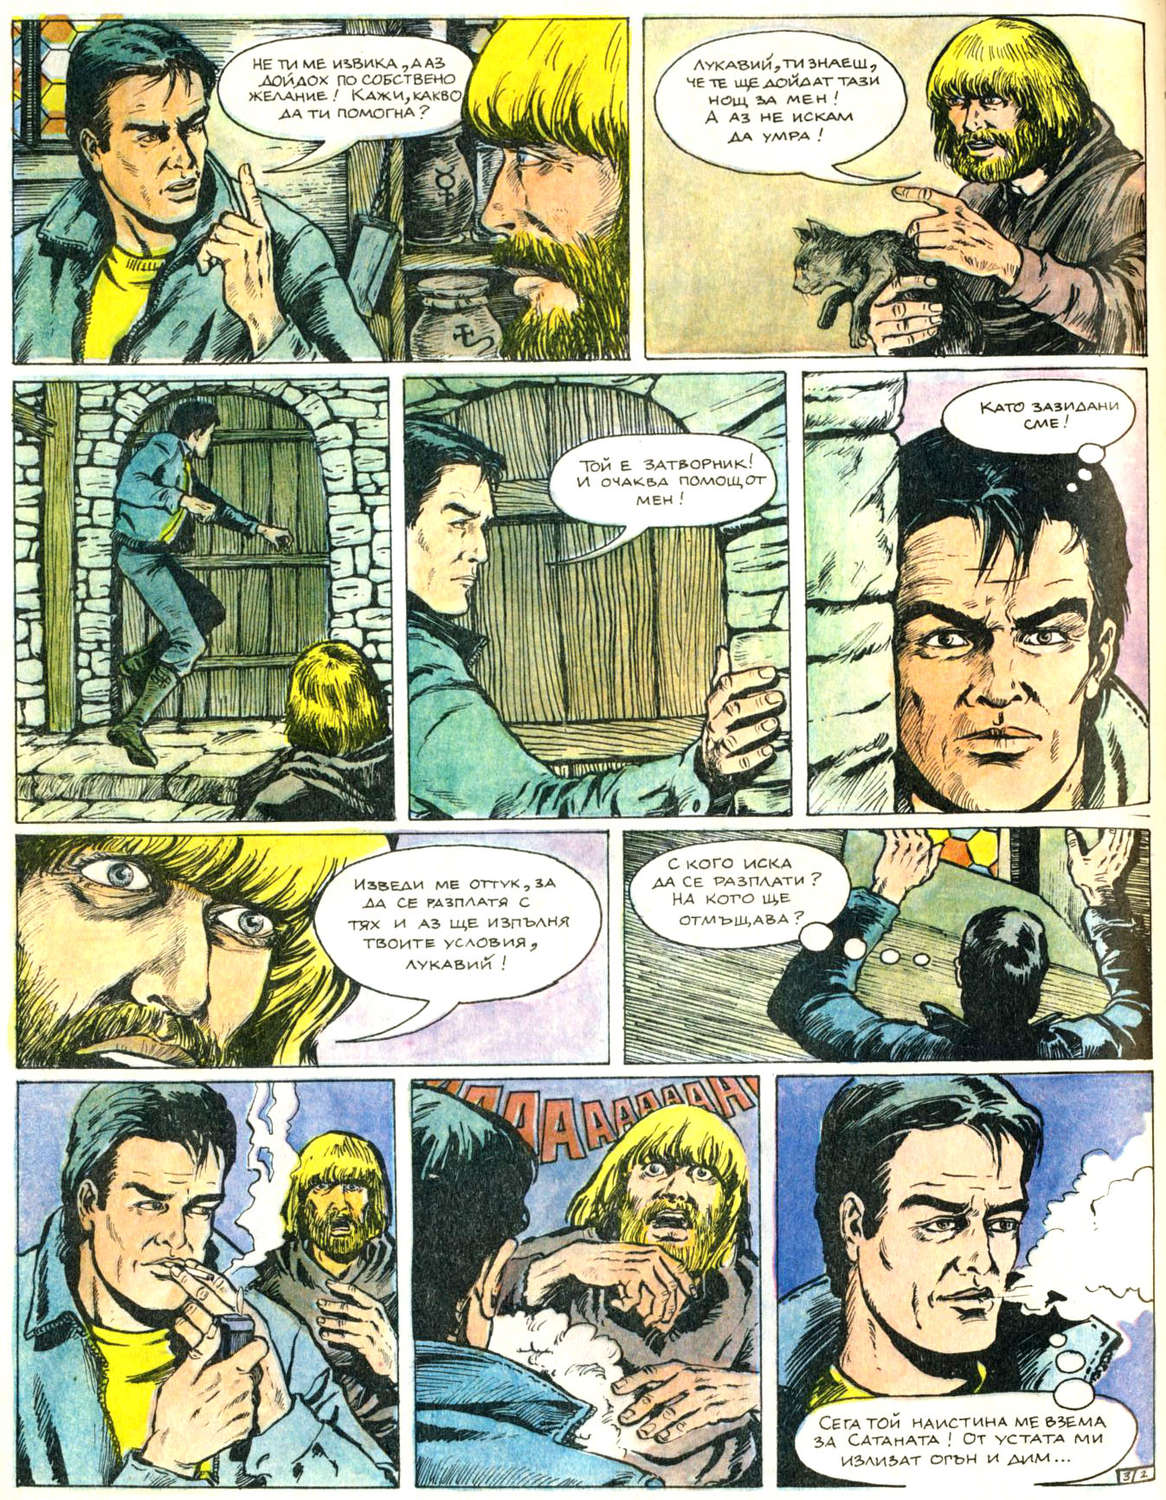 НЕ ТИ МЕ ИЗВИКА, А АЗ
ДОЙДОХ ПО СОБСТВЕНО
ЖЕЛАНИЕ! КАЖИ, КАКВО
ДА ТИ ПОМОГНА?
ЛУКАВИЙ, ТИ ЗНАЕШ,
ЧЕ ТЕ ЩЕ ДОЙДАТ ТАЗИ
НОЩ ЗА МЕН!
А АЗ НЕ ИСКАМ
ДА УМРА!
ТОЙ Е ЗАТВОРНИК!
И ОЧАКВА ПОМОЩ ОТ
МЕН!
КАТО ЗАЗИДАНИ
СМЕ!
ИЗВЕДИ МЕ ОТТУК, ЗА
ДА СЕ РАЗПЛАТЯ С
ТЯХ И АЗ ЩЕ ИЗПЪЛНЯ
ТВОИТЕ УСЛОВИЯ,
ЛУКАВИЙ!
С КОГО ИСКА
ДА СЕ РАЗПЛАТИ?
НА КОГО ЩЕ
ОТМЪЩАВА?
АААААААААА!
СЕГА ТОЙ НАИСТИНА МЕ ВЗЕМА
ЗА САТАНАТА! ОТ УСТАТА МИ
ИЗЛИЗАТ ОГЪН И ДИМ...
3/2